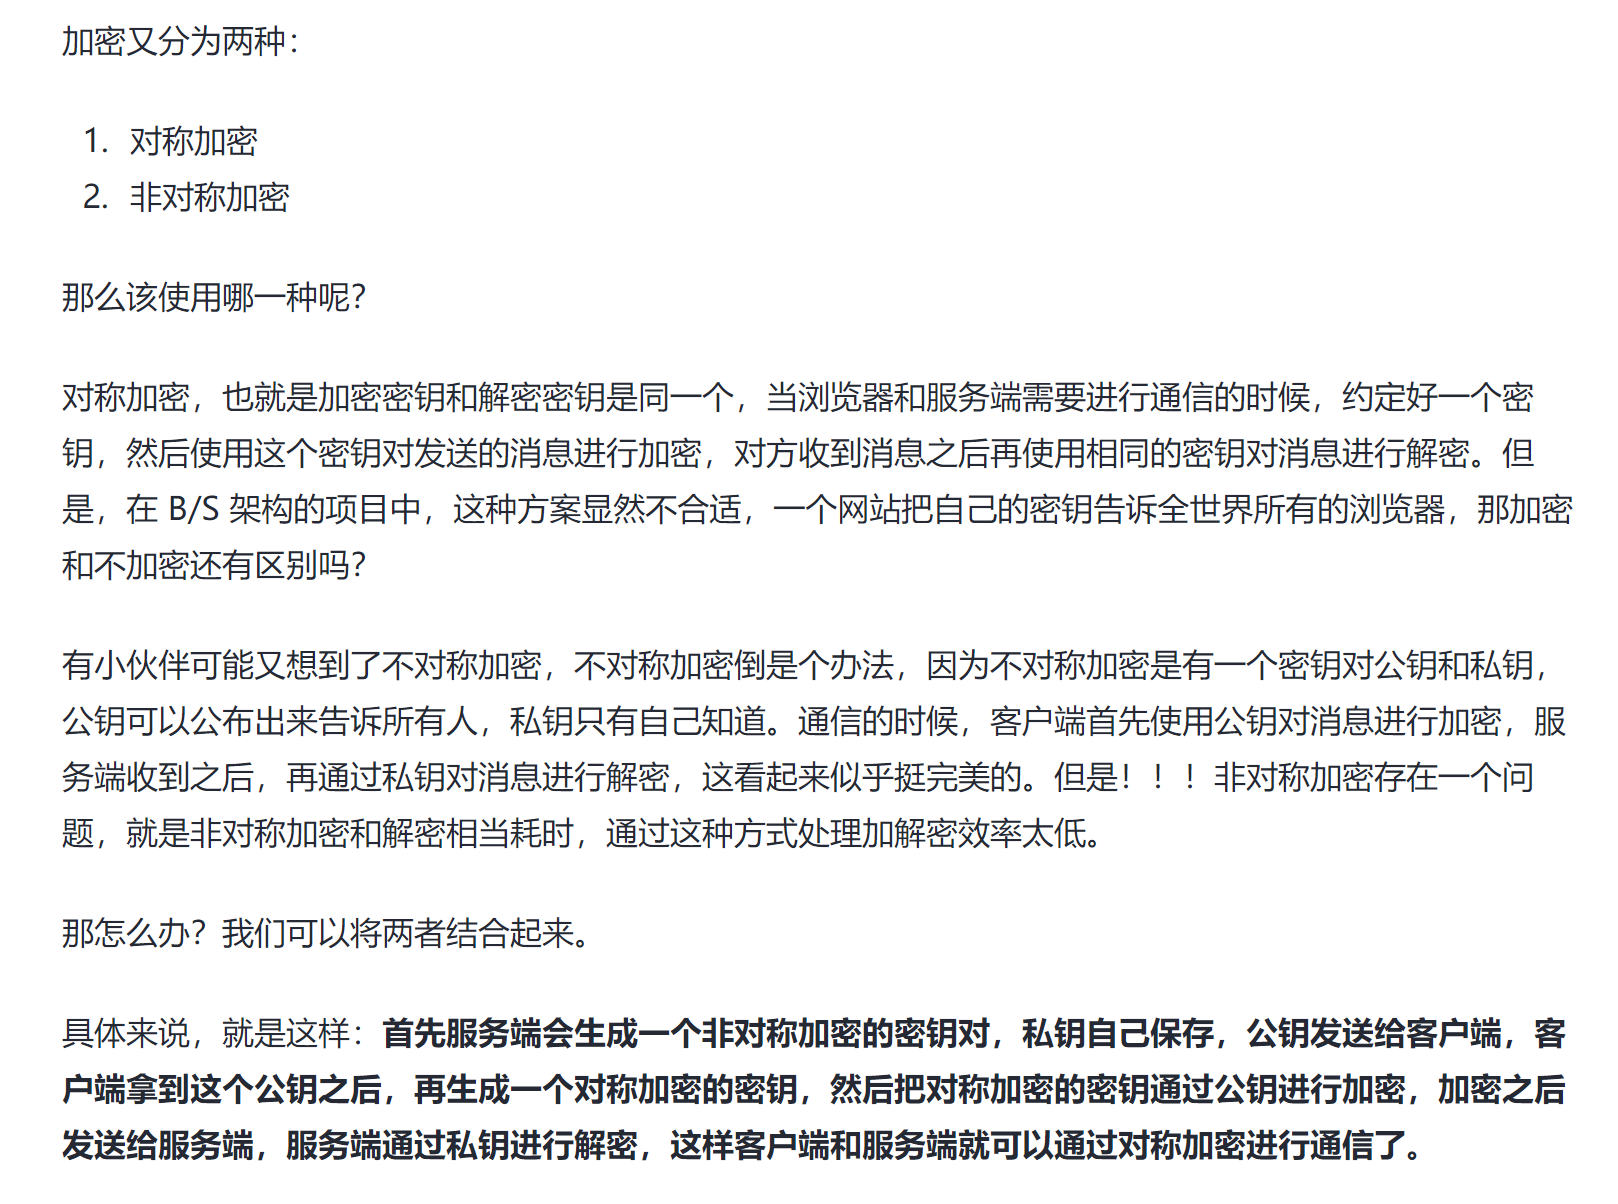 加密又分为两种：
1. 对称加密
2. 非对称加密
那么该使用哪一种呢？
对称加密，也就是加密密钥和解密密钥是同一个，当浏览器和服务端需要进行通信的时候，约定好一个密
钥，然后使用这个密钥对发送的消息进行加密，对方收到消息之后再使用相同的密钥对消息进行解密。但
是，在 B/S 架构的项目中，这种方案显然不合适，一个网站把自己的密钥告诉全世界所有的浏览器，那加密
和不加密还有区别吗？
有小伙伴可能又想到了不对称加密，不对称加密倒是个办法，因为不对称加密是有一个密钥对公钥和私钥，
公钥可以公布出来告诉所有人，私钥只有自己知道。通信的时候，客户端首先使用公钥对消息进行加密，服
务端收到之后，再通过私钥对消息进行解密，这看起来似乎挺完美的。但是！！！非对称加密存在一个问
题，就是非对称加密和解密相当耗时，通过这种方式处理加解密效率太低。
那怎么办？我们可以将两者结合起来。
具体来说，就是这样：首先服务端会生成一个非对称加密的密钥对，私钥自己保存，公钥发送给客户端，客
户端拿到这个公钥之后，再生成一个对称加密的密钥，然后把对称加密的密钥通过公钥进行加密，加密之后
发送给服务端，服务端通过私钥进行解密，这样客户端和服务端就可以通过对称加密进行通信了。